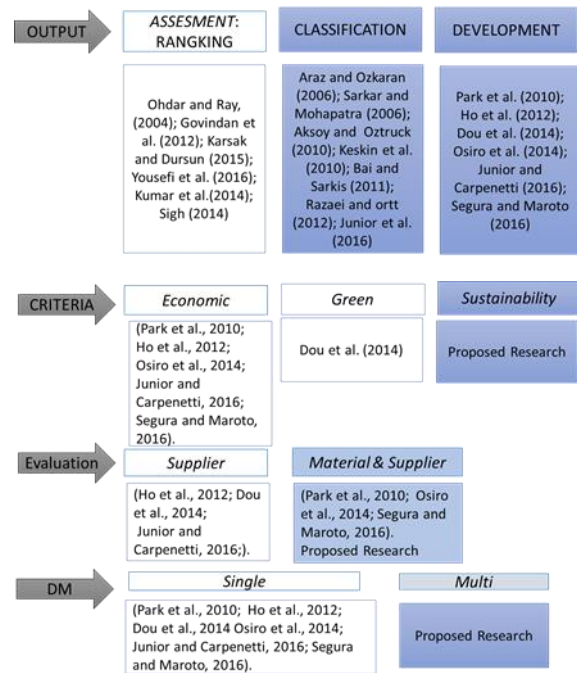 OUTPUT
ASSESMENT:
RANGKING
CLASSIFICATION
DEVELOPMENT
Ohdar and Ray,
(2004); Govindan et
al. (2012); Karsak
and Dursun (2015);
Yousefi et al. (2016);
Kumar et al.(2014);
Sigh (2014)
Araz and Ozkaran
(2006); Sarkar and
Mohapatra (2006);
Aksoy and Oztruck
(2010); Keskin et al.
(2010); Bai and
Sarkis (2011);
Razaei and ortt
(2012); Junior et al.
(2016)
Park et al. (2010);
Ho et al. (2012);
Dou et al. (2014);
Osiro et al. (2014);
Junior and
Carpenetti (2016);
Segura and Maroto
(2016)
CRITERIA
Economic
Green
Sustainability
(Park et al., 2010;
Ho et al., 2012;
Osiro et al., 2014;
Junior and
Carpenetti, 2016;
Segura and Maroto,
2016).
Dou et al. (2014)
Proposed Research
Evaluation
Supplier
Material & Supplier
(Ho et al., 2012; Dou
et al., 2014;
Junior and
Carpenetti, 2016;).
(Park et al., 2010; Osiro
et al., 2014; Segura and
Maroto, 2016).
Proposed Research
DM
Single
Multi
(Park et al., 2010; Ho et al., 2012;
Dou et al., 2014 Osiro et al., 2014;
Junior and Carpenetti, 2016; Segura
and Maroto, 2016).
Proposed Research